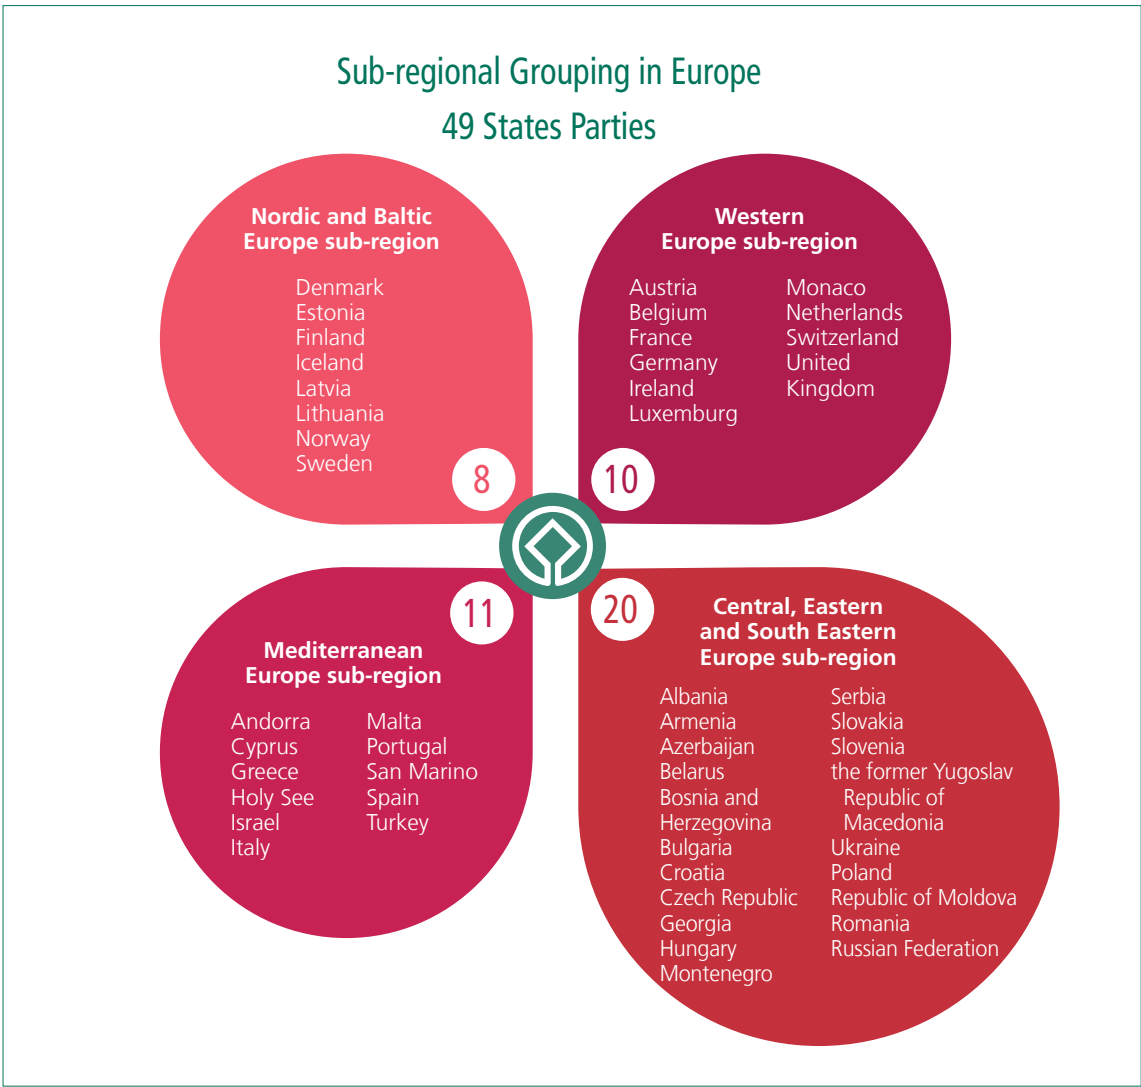 Sub-regional Grouping in Europe
49 States Parties
Nordic and Baltic
Europe sub-region
Denmark
Estonia
Finland
Iceland
Latvia
Lithuania
Norway
Sweden
8
Western
Europe sub-region
Austria
Belgium
France
Germany
Ireland
Luxemburg
Monaco
Netherlands
Switzerland
United
Kingdom
10
11
Mediterranean
Europe sub-region
Andorra
Cyprus
Greece
Holy See
Israel
Italy
Malta
Portugal
San Marino
Spain
Turkey
20
Central, Eastern
and South Eastern
Europe sub-region
Albania
Armenia
Azerbaijan
Belarus
Bosnia and
Herzegovina
Bulgaria
Croatia
Czech Republic
Georgia
Hungary
Montenegro
Serbia
Slovakia
Slovenia
the former Yugoslav
Republic of
Macedonia
Ukraine
Poland
Republic of Moldova
Romania
Russian Federation